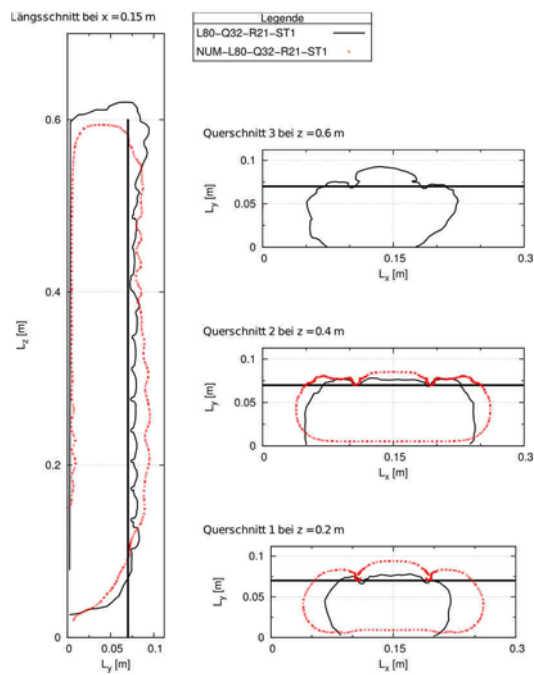 Längsschnitt bei x = 0.15 m
Legende
L80−Q32−R21−ST1
NUM−L80−Q32−R21−ST1
0.6
0.4
0.2
0
L_z [m]
0 0.05 0.1
L_y [m]
Querschnitt 3 bei z = 0.6 m
0.1
0.05
0
L_y [m]
0 0.15 0.3
L_x [m]
Querschnitt 2 bei z = 0.4 m
0.1
0.05
0
L_y [m]
0 0.15 0.3
L_x [m]
Querschnitt 1 bei z = 0.2 m
0.1
0.05
0
L_y [m]
0 0.15 0.3
L_x [m]